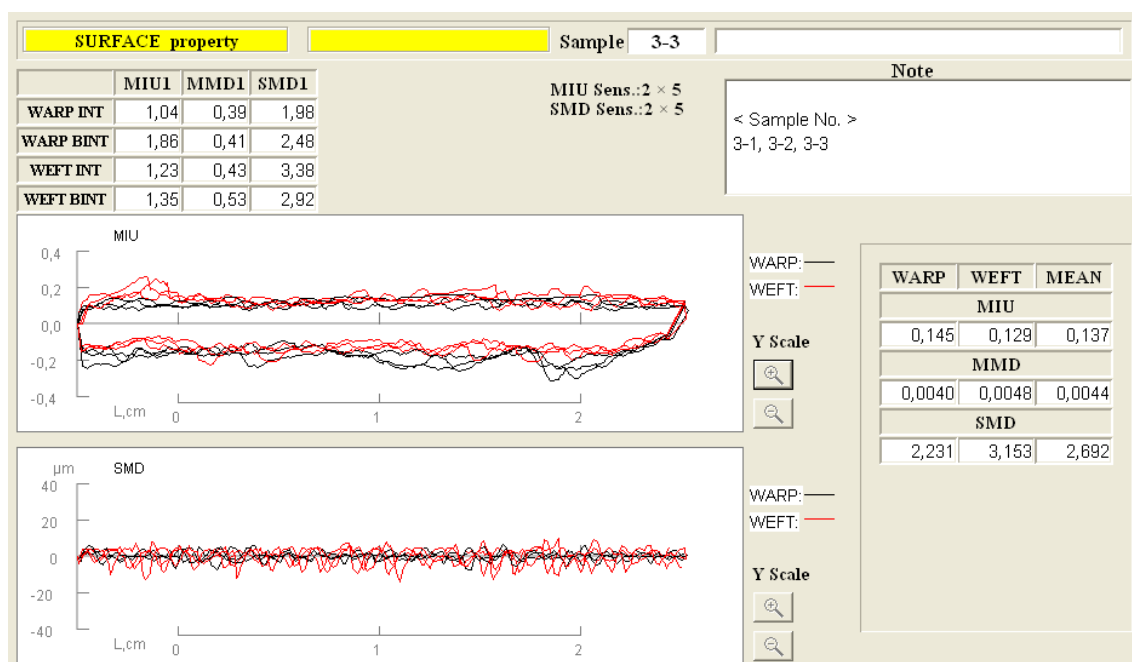 SURFACE property Sample 3-3
MIU1 MMD1 SMD1
WARP INT 1,04 0,39 1,98
WARP BINT 1,86 0,41 2,48
WEFT INT 1,23 0,43 3,38
WEFT BINT 1,35 0,53 2,92
MIU Sens.:2 × 5
SMD Sens.:2 × 5
Note
< Sample No. >
3-1, 3-2, 3-3
MIU
0,4
0,2
0,0
-0,2
-0,4
L,cm 0 1 2
WARP:
WEFT:
Y Scale
SMD
µm
40
20
0
-20
-40
L,cm 0 1 2
WARP:
WEFT:
Y Scale
WARP WEFT MEAN
MIU
0,145 0,129 0,137
MMD
0,0040 0,0048 0,0044
SMD
2,231 3,153 2,692